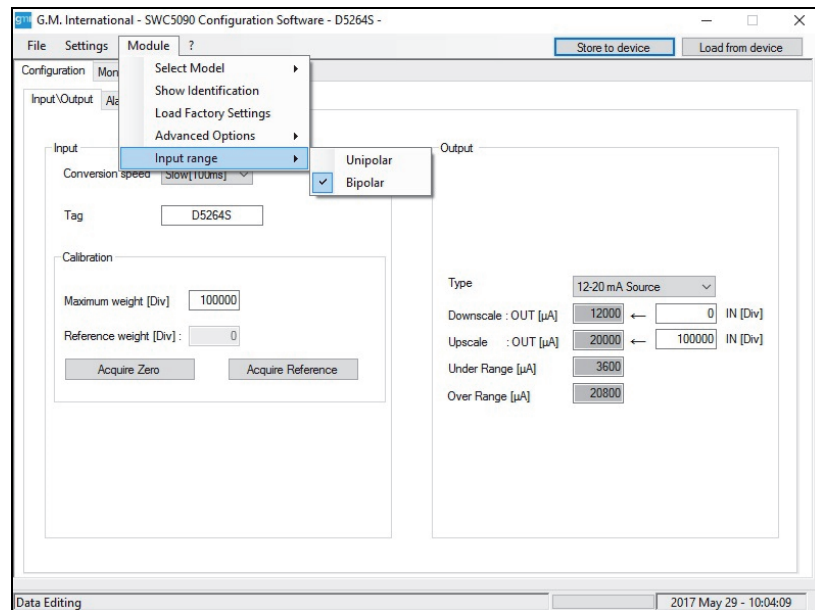 G.M. International - SWC5090 Configuration Software - D5264S -
File Settings Module ? Store to device Load from device
Configuration Mon
Input\Output Ala
Select Model
Show Identification
Load Factory Settings
Advanced Options
Input range
Unipolar
Bipolar
Input
Conversion speed Slow[100ms]
Tag D5264S
Calibration
Maximum weight [Div] 100000
Reference weight [Div] : 0
Acquire Zero Acquire Reference
Output
Type 12-20 mA Source
Downscale : OUT [µA] 12000 ← 0 IN [Div]
Upscale : OUT [µA] 20000 ← 100000 IN [Div]
Under Range [µA] 3600
Over Range [µA] 20800
Data Editing 2017 May 29 - 10:04:09